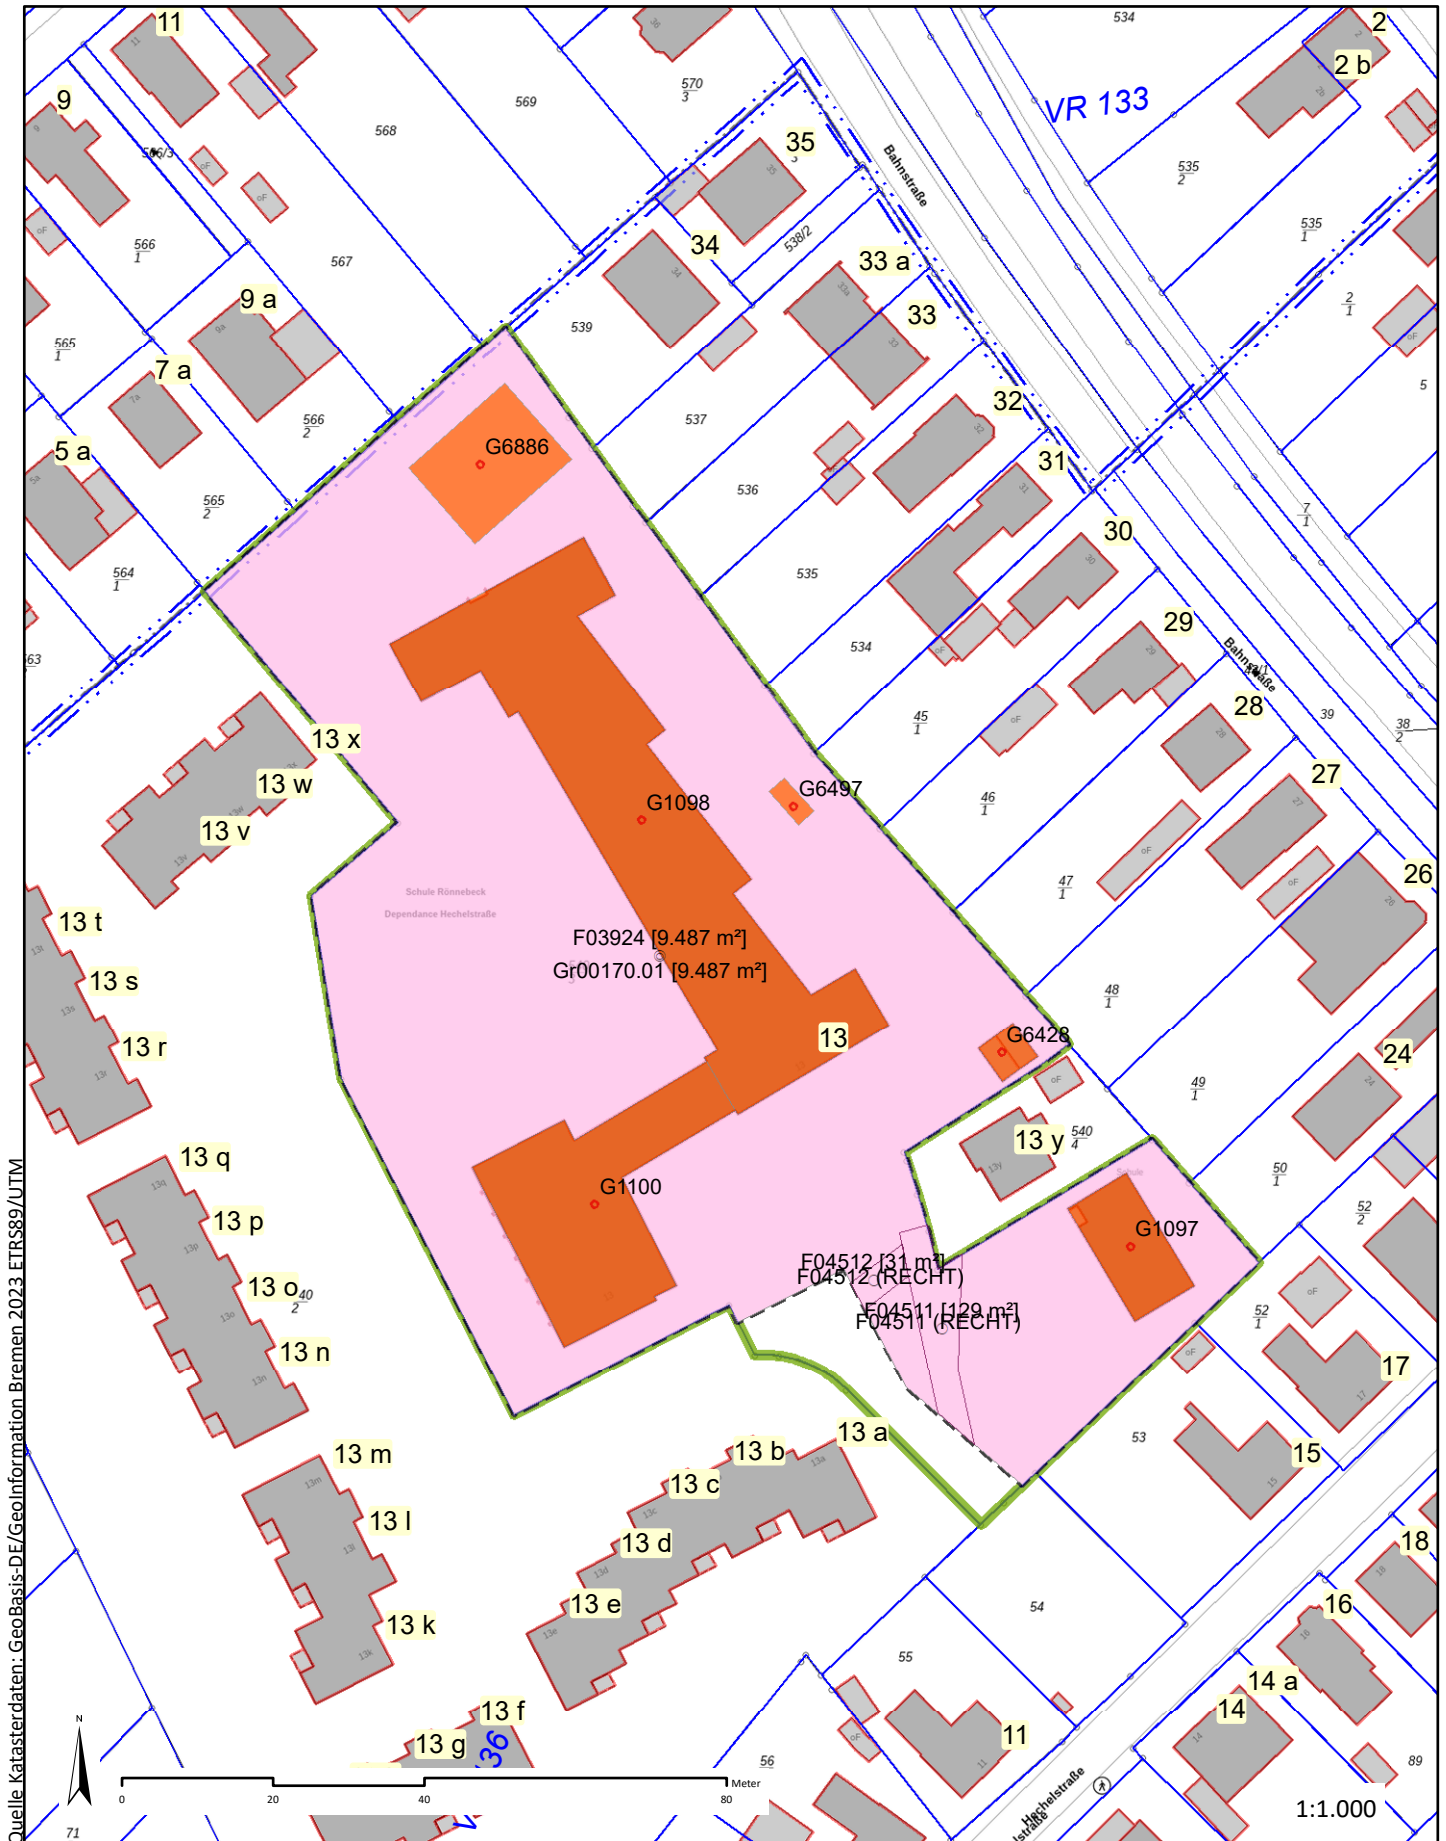 11
2
9
2 b
534
570
3
569
568
VR 133
566/3
35
Bahnstraße
535
2
566
1
567
34
538/2
33 a
535
1
9 a
33
2
1
539
565
1
7 a
5
566
2
537
32
5 a
G6886
31
536
565
2
30
7
1
564
1
535
534
29
Bahnstraße
28
39
38
2
45
1
13 x
13 w
27
G6497
G1098
46
1
13 v
26
47
1
Schule Rönnebeck
Dependance Hechelstraße
13 t
F03924 [9.487 m²]
Gr00170.01 [9.487 m²]
13 s
48
1
13
G6428
13 r
24
49
1
13 y
540
4
13 q
Schule
50
1
G1100
13 p
52
2
G1097
F04512 [31 m²]
F04512 (RECHT)
13 o
40
2
F04511 [129 m²]
F04511 (RECHT)
52
1
13 n
17
13 a
53
13 m
13 b
15
13 c
13 l
13 d
18
13 e
54
16
13 k
55
14 a
13 f
14
11
13 g
36
56
89
Meter
0
20
40
80
N
Hechelstraße
1:1.000
71
Quelle Katasterdaten: GeoBasis-DE/GeoInformation Bremen 2023 ETRS89/UTM